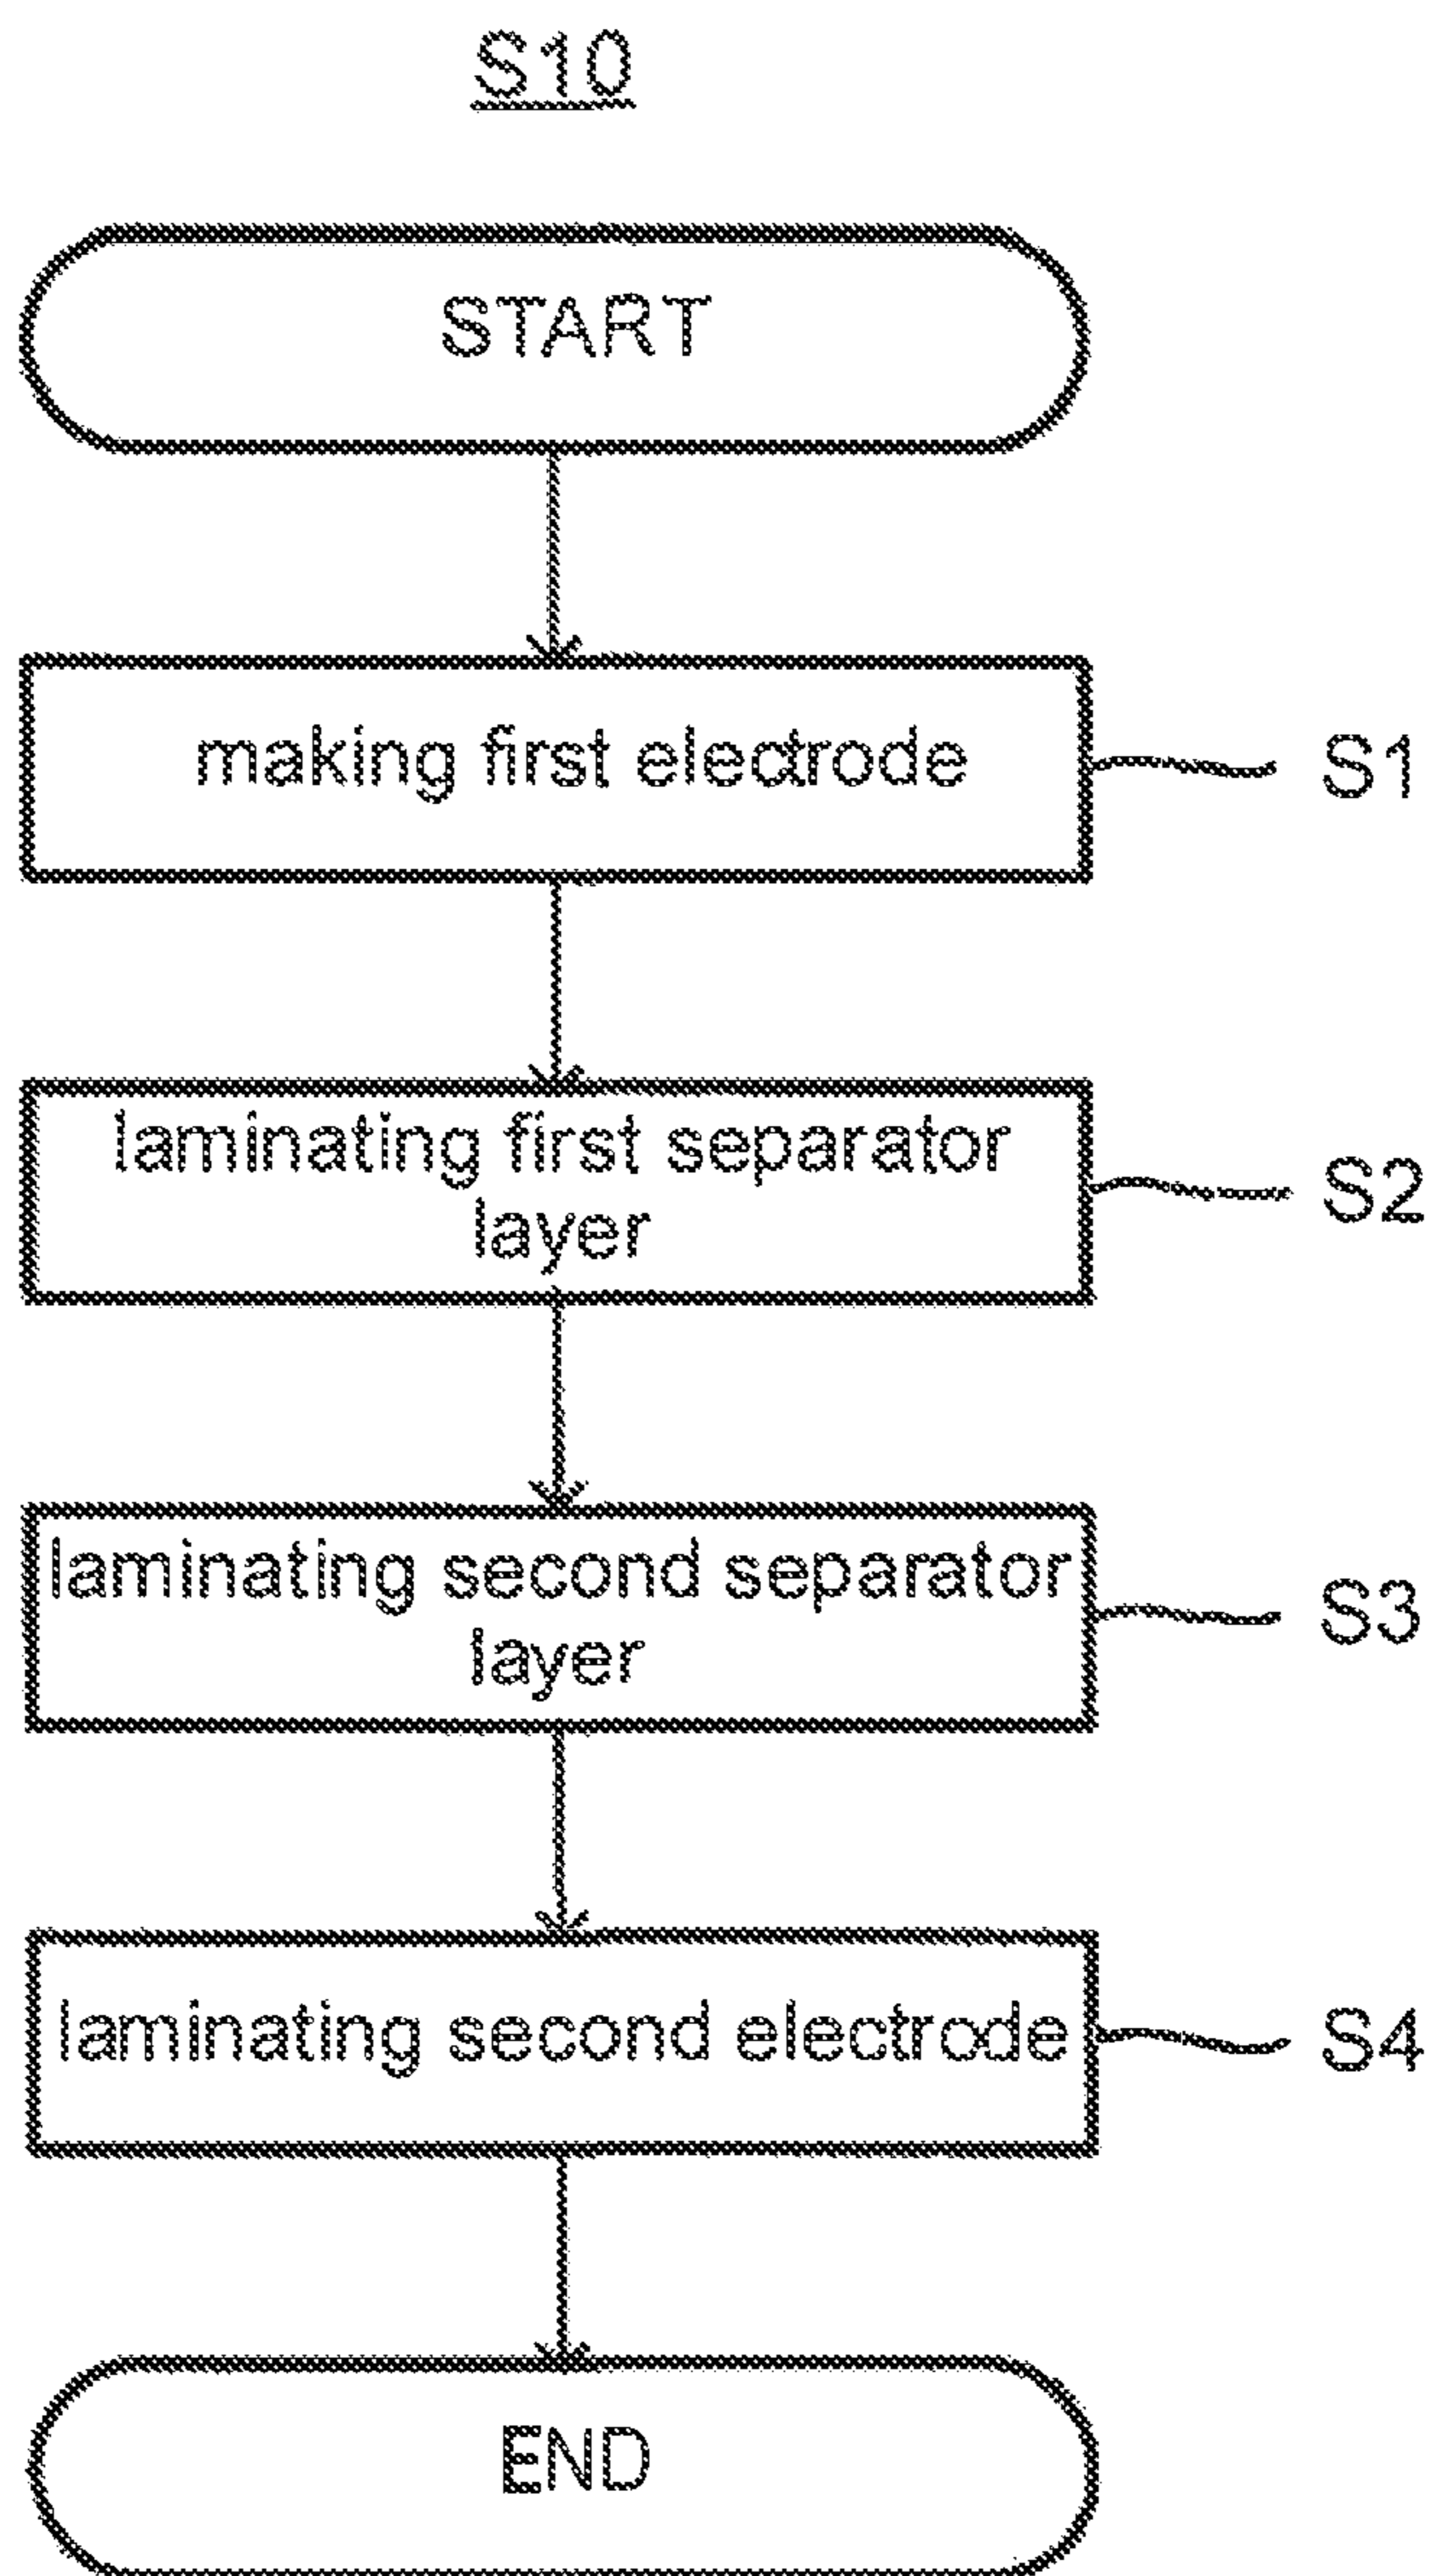 S10
START
making first electrode
S1
laminating first separator
layer
S2
laminating second separator
layer
S3
laminating second electrode
S4
END